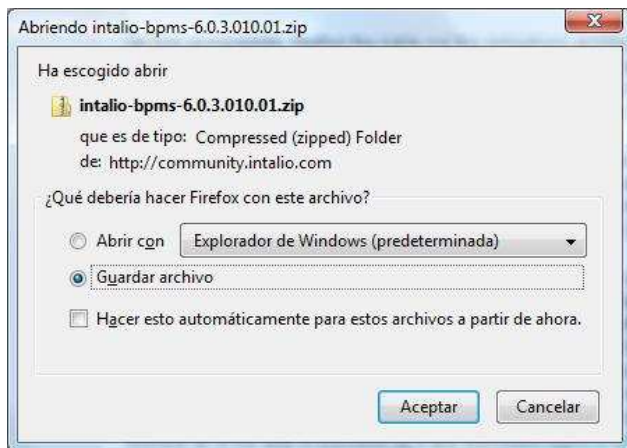 Abriendo intalio-bpms-6.0.3.010.01.zip
Ha escogido abrir
intalio-bpms-6.0.3.010.01.zip
que es de tipo: Compressed (zipped) Folder
de: http://community.intalio.com
¿Qué debería hacer Firefox con este archivo?
Abrir con Explorador de Windows (predeterminada)
Guardar archivo
Hacer esto automáticamente para estos archivos a partir de ahora.
Aceptar Cancelar